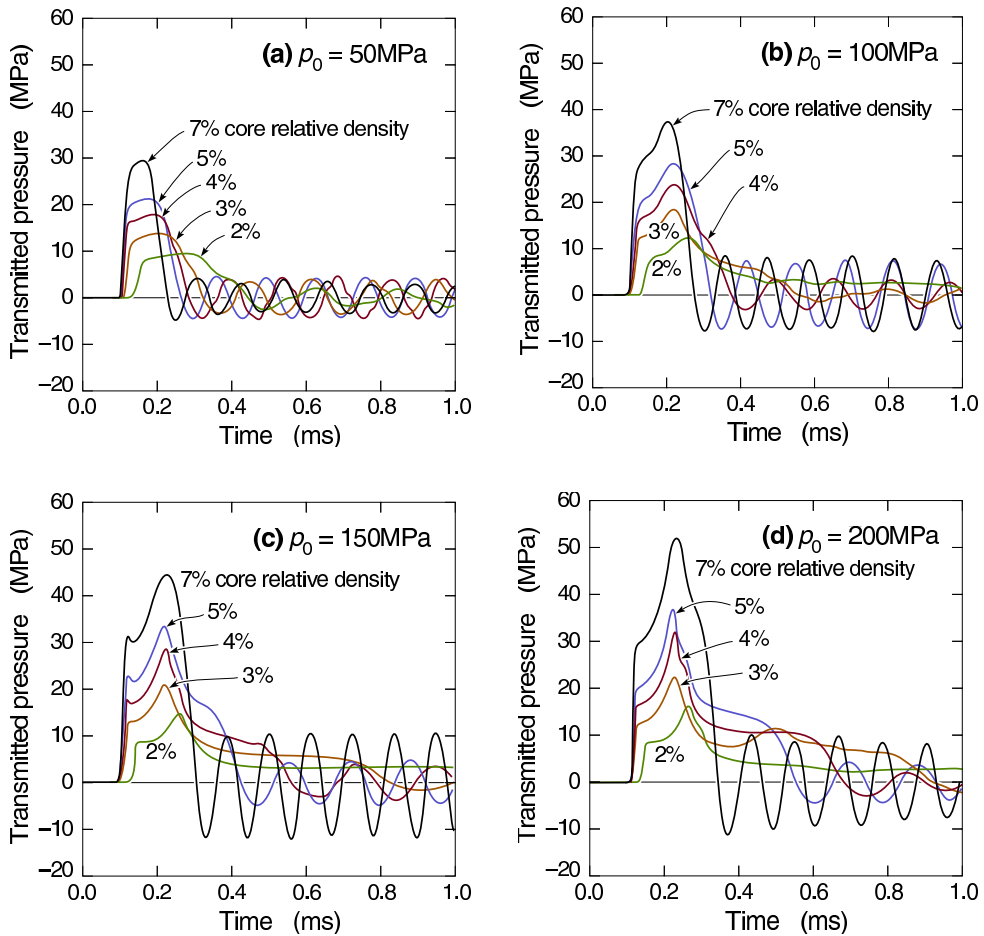 60
50
40
30
20
10
0
−10
−20
Transmitted pressure (MPa)
(a) p0 = 50MPa
7% core relative density
5%
4%
3%
2%
0.0 0.2 0.4 0.6 0.8 1.0
Time (ms)
60
50
40
30
20
10
0
−10
−20
Transmitted pressure (MPa)
(b) p0 = 100MPa
7% core relative density
5%
4%
3%
2%
0.0 0.2 0.4 0.6 0.8 1.0
Time (ms)
60
50
40
30
20
10
0
−10
−20
Transmitted pressure (MPa)
(c) p0 = 150MPa
7% core relative density
5%
4%
3%
2%
0.0 0.2 0.4 0.6 0.8 1.0
Time (ms)
60
50
40
30
20
10
0
−10
−20
Transmitted pressure (MPa)
(d) p0 = 200MPa
7% core relative density
5%
4%
3%
2%
0.0 0.2 0.4 0.6 0.8 1.0
Time (ms)